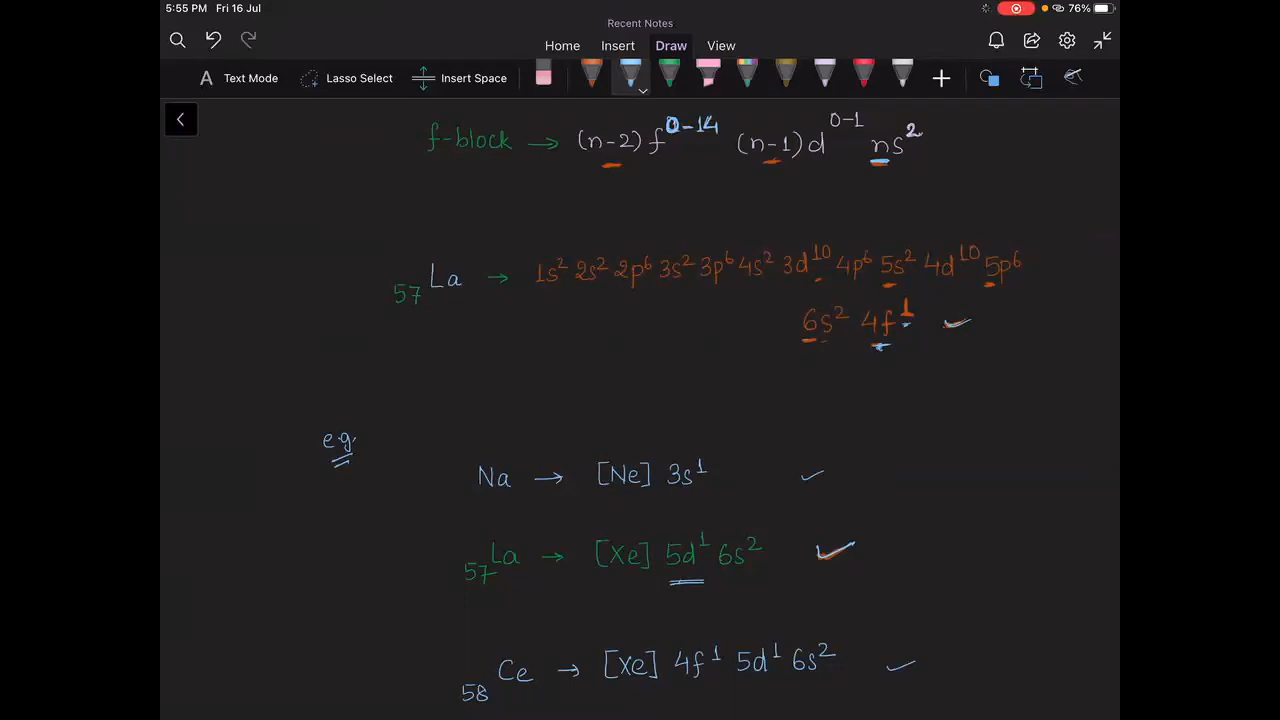 5:55 PM Fri 16 Jul
76%
Recent Notes
Home Insert Draw View
A Text Mode Lasso Select Insert Space
f-block → (n-2) f⁰⁻¹⁴ (n-1) d⁰⁻¹ ns²
₅₇La → 1s² 2s² 2p⁶ 3s² 3p⁶ 4s² 3d¹⁰ 4p⁶ 5s² 4d¹⁰ 5p⁶
6s² 4f¹
e.g.
Na → [Ne] 3s¹
₅₇La → [Xe] 5d¹ 6s²
₅₈Ce → [Xe] 4f¹ 5d¹ 6s²